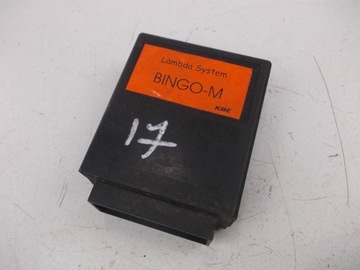 Lambda System
BINGO-M
KME
17